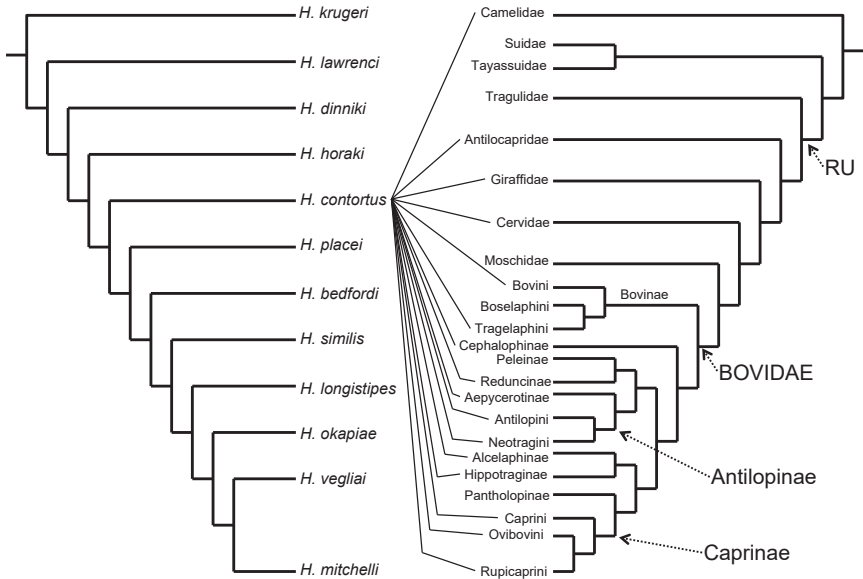 H. krugeri
H. lawrenci
H. dinniki
H. horaki
H. contortus
H. placei
H. bedfordi
H. similis
H. longistipes
H. okapiae
H. vegliai
H. mitchelli
Camelidae
Suidae
Tayassuidae
Tragulidae
Antilocapridae
Giraffidae
Cervidae
Moschidae
Bovini
Boselaphini
Tragelaphini
Cephalophinae
Peleinae
Reduncinae
Aepycerotinae
Antilopini
Neotragini
Alcelaphinae
Hippotraginae
Pantholopinae
Caprini
Ovibovini
Rupicaprini
Bovinae
RU
BOVIDAE
Antilopinae
Caprinae